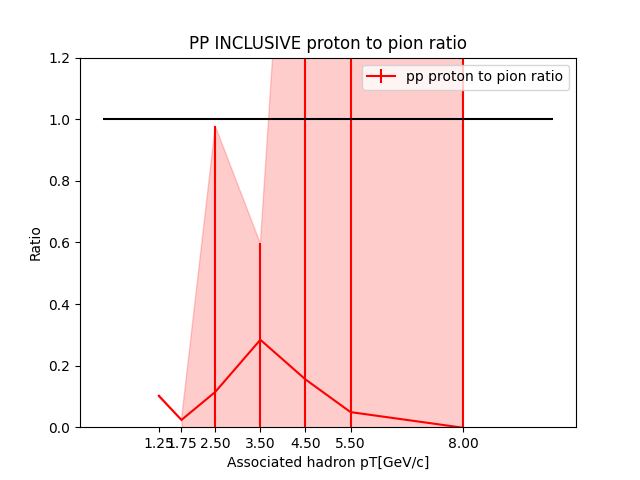 PP INCLUSIVE proton to pion ratio
pp proton to pion ratio
1.2
1.0
0.8
0.6
0.4
0.2
0.0
Ratio
1.25 1.75 2.50 3.50 4.50 5.50 8.00
Associated hadron pT[GeV/c]